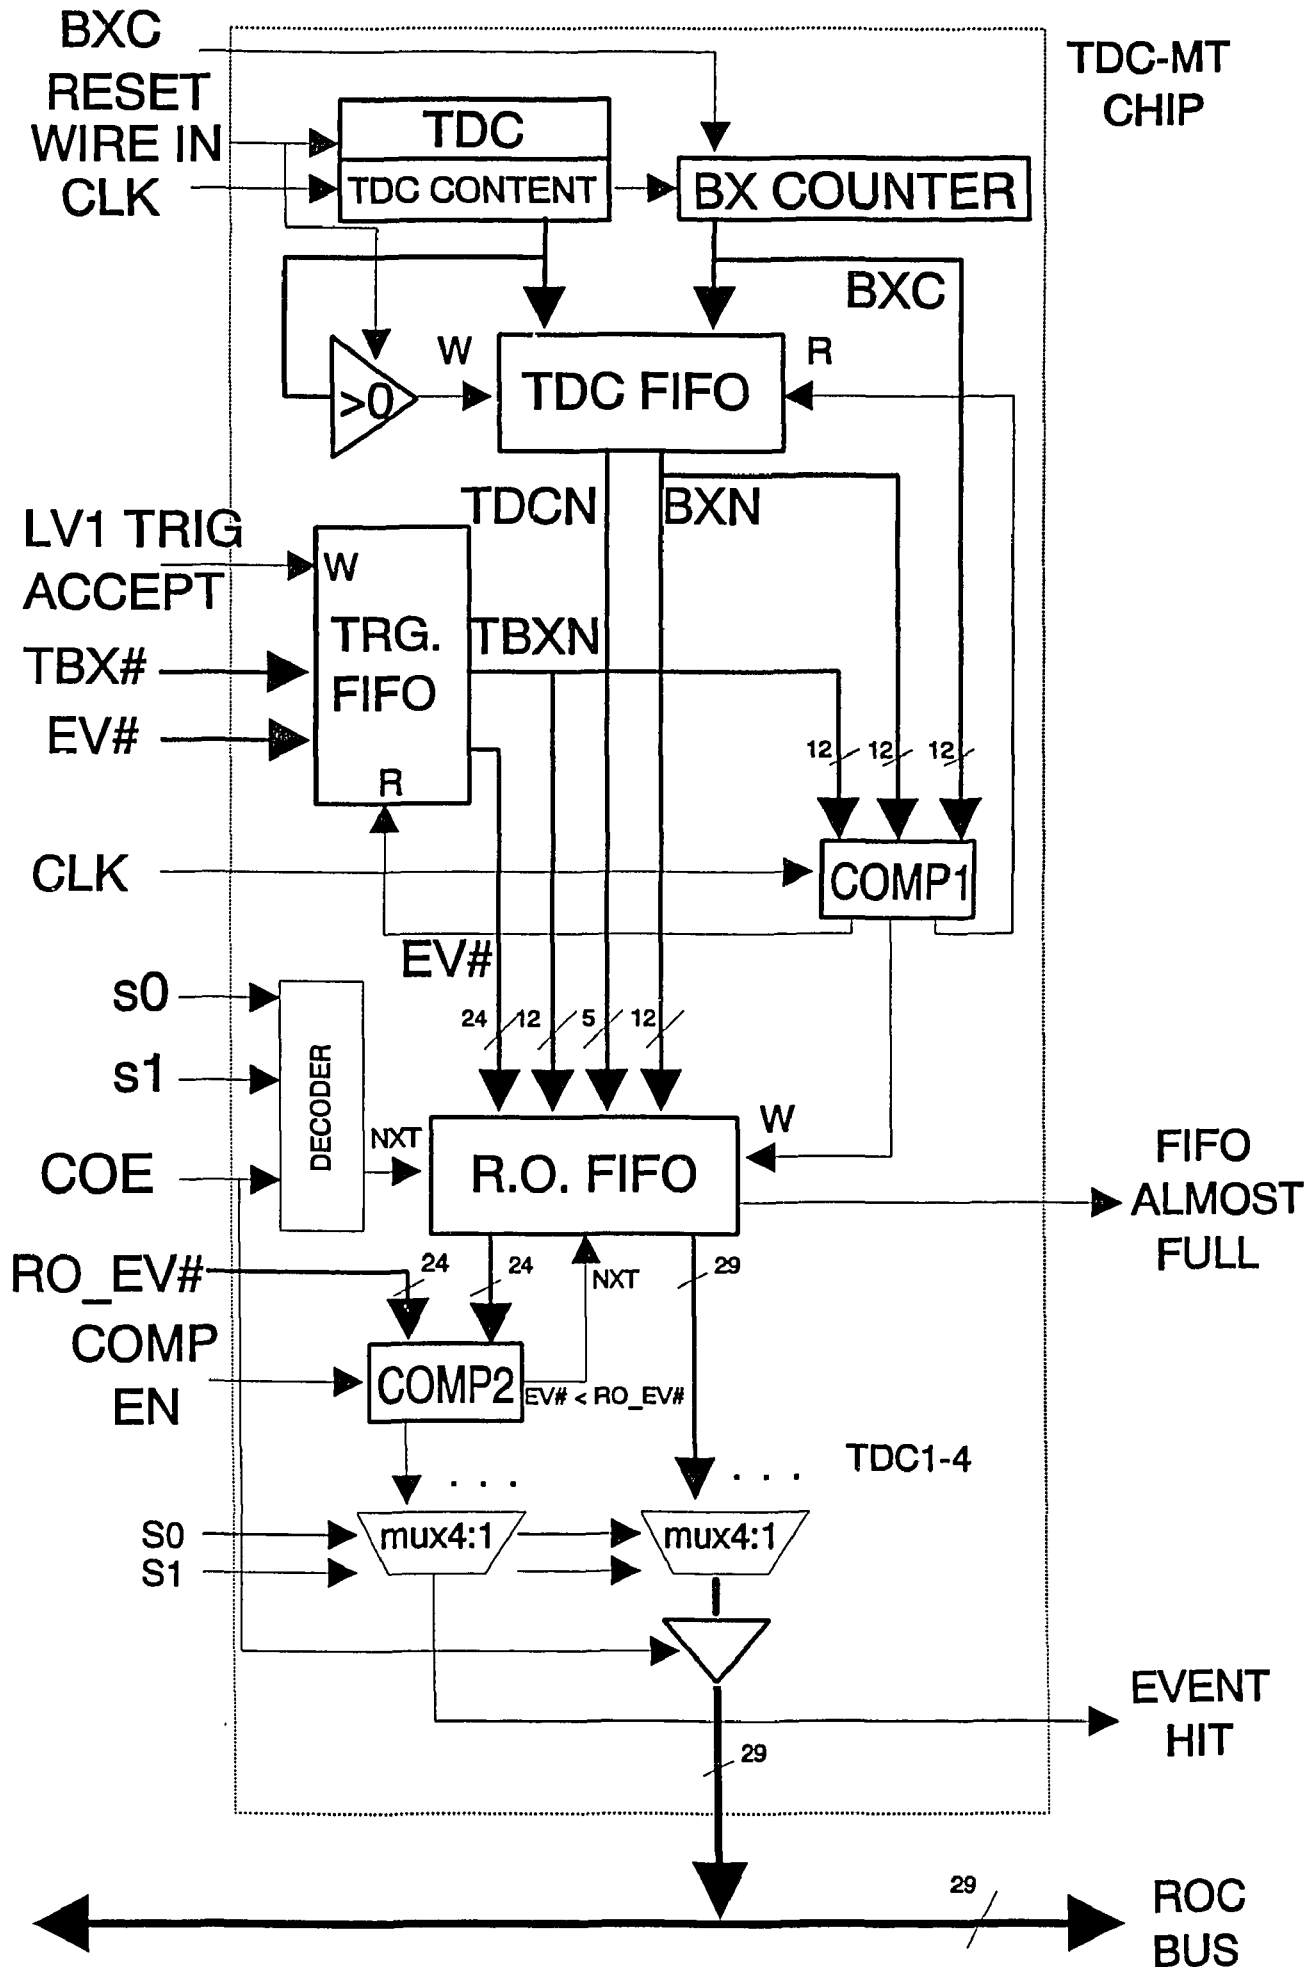 BXC
RESET
TDC-MT
CHIP
WIRE IN
CLK
TDC
TDC CONTENT
BX COUNTER
BXC
W
R
>0
TDC FIFO
TDCN
BXN
LV1 TRIG
ACCEPT
W
TRG.
FIFO
TBXN
TBX#
EV#
R
12
12
12
CLK
COMP1
EV#
s0
s1
24
12
5
12
DECODER
COE
NXT
R.O. FIFO
W
FIFO
ALMOST
FULL
RO_EV#
24
24
NXT
29
COMP
EN
COMP2
EV# < RO_EV#
. . .
. . .
TDC1-4
S0
S1
mux4:1
mux4:1
EVENT
HIT
29
29
ROC
BUS